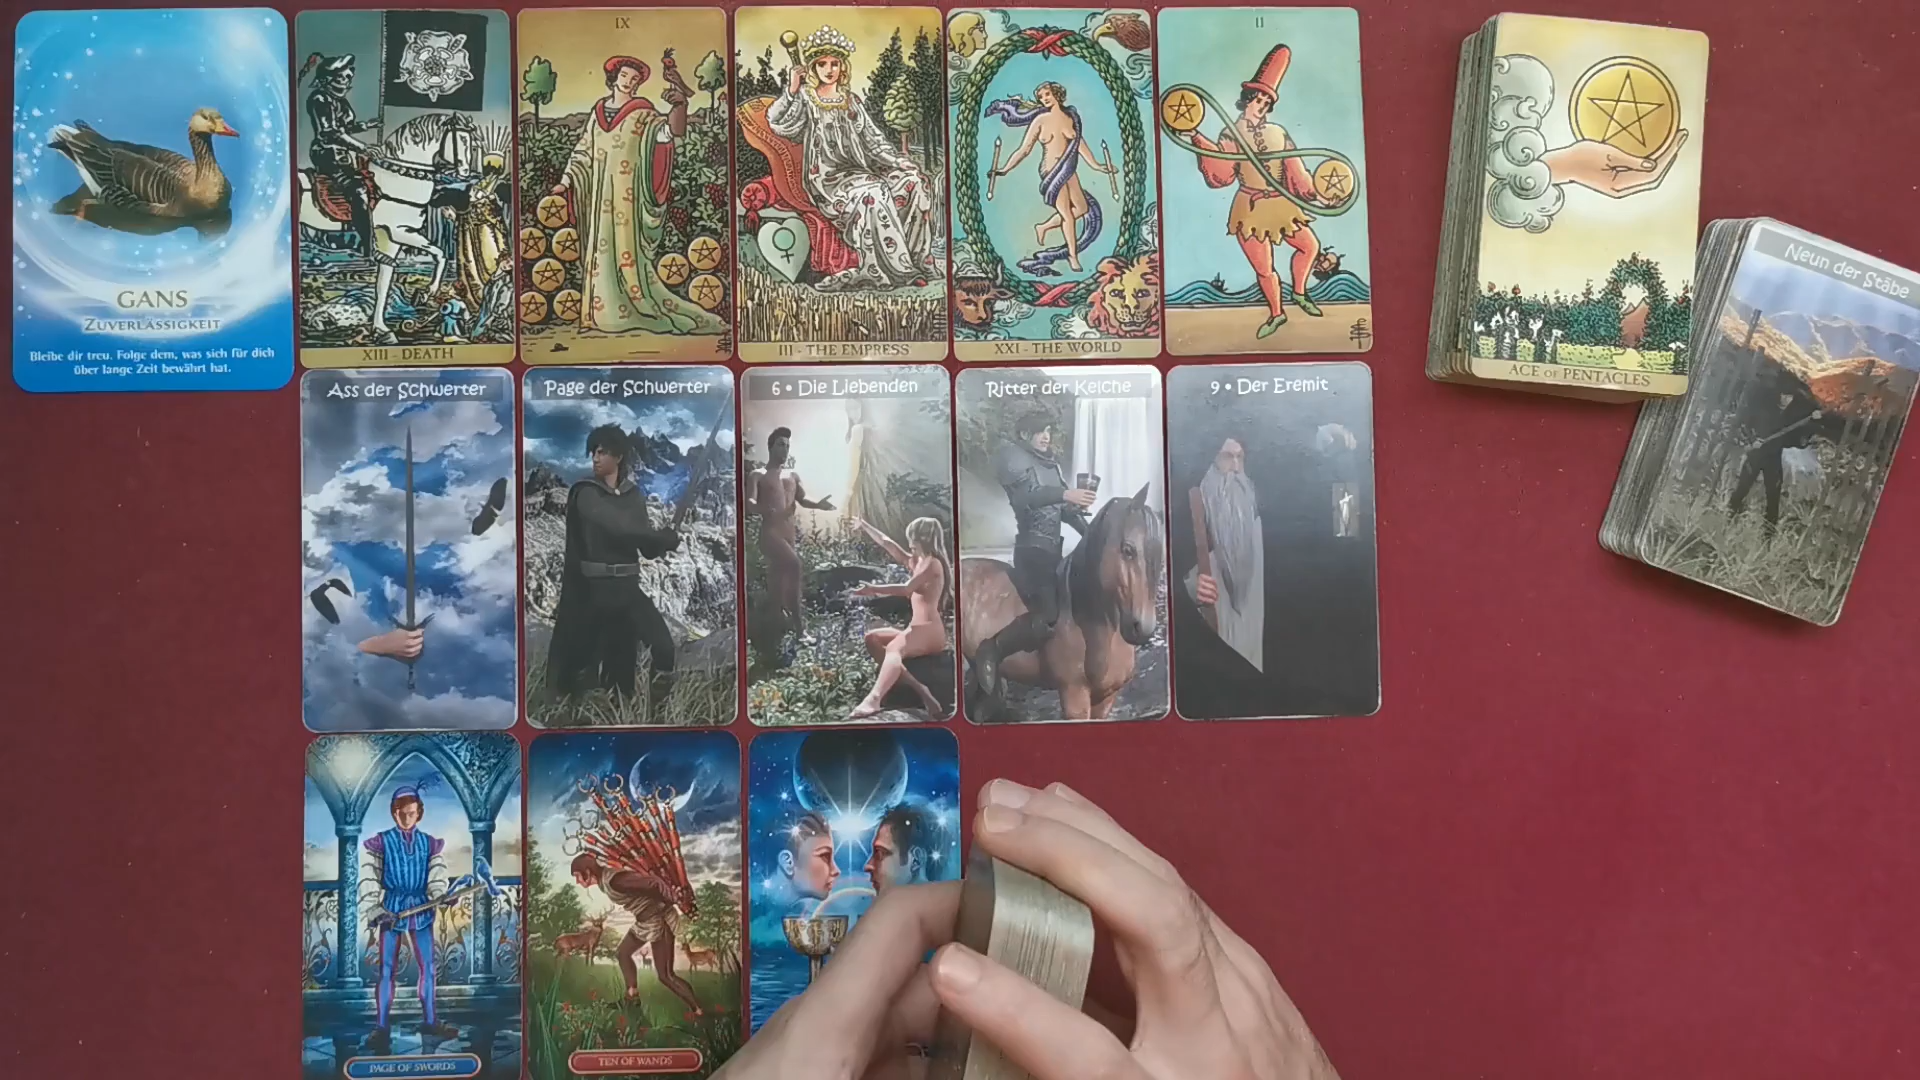 GANS
ZUVERLÄSSIGKEIT
Bleibe dir treu. Folge dem, was sich für dich
über lange Zeit bewährt hat.
XIII - DEATH
IX
III - THE EMPRESS
XXI - THE WORLD
II
ACE OF PENTACLES
Neun der Stäbe
Ass der Schwerter
Page der Schwerter
6 • Die Liebenden
Ritter der Kelche
9 • Der Eremit
PAGE OF SWORDS
TEN OF WANDS